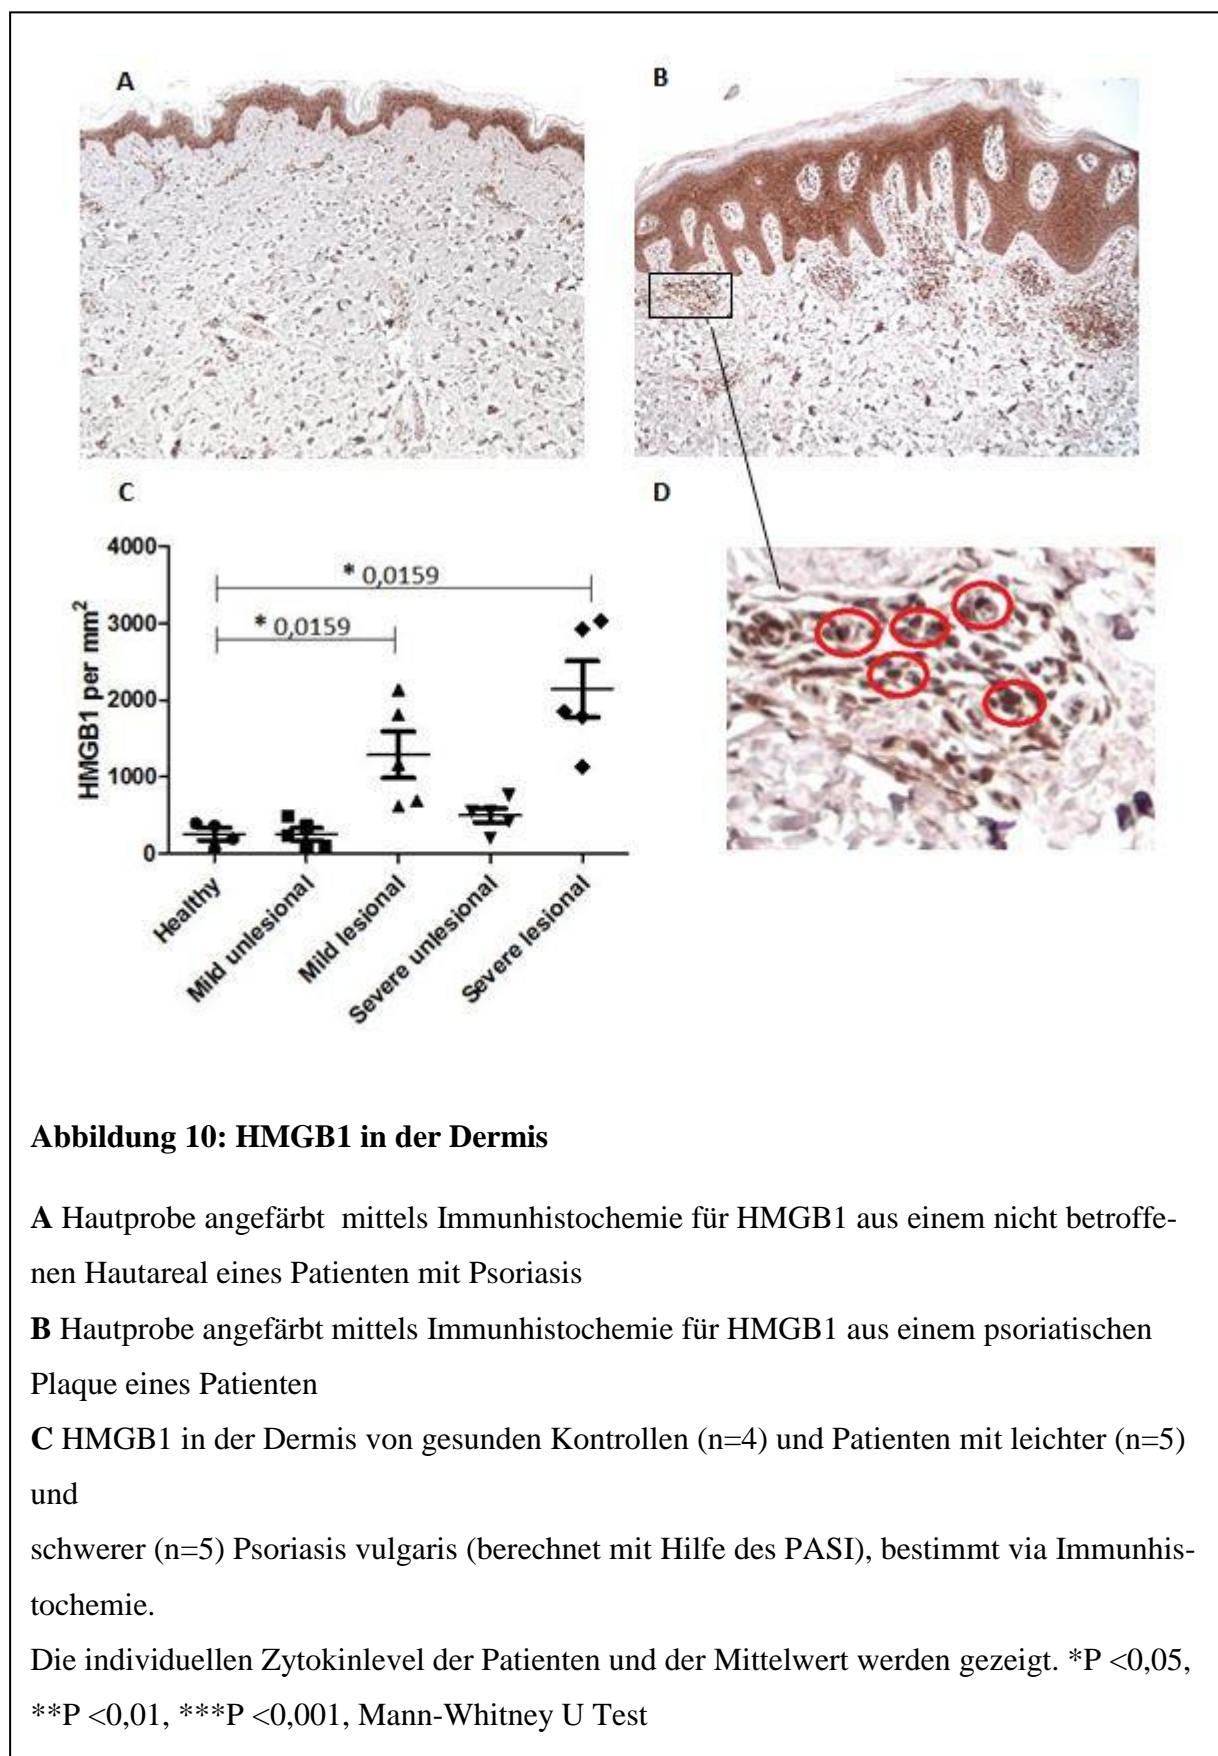 A
B
C
D
4000
3000
2000
1000
0
HMGB1 per mm²
* 0,0159
* 0,0159
Healthy
Mild unlesional
Mild lesional
Severe unlesional
Severe lesional
Abbildung 10: HMGB1 in der Dermis
A Hautprobe angefärbt  mittels Immunhistochemie für HMGB1 aus einem nicht betroffe-
nen Hautareal eines Patienten mit Psoriasis
B Hautprobe angefärbt mittels Immunhistochemie für HMGB1 aus einem psoriatischen
Plaque eines Patienten
C HMGB1 in der Dermis von gesunden Kontrollen (n=4) und Patienten mit leichter (n=5)
und
schwerer (n=5) Psoriasis vulgaris (berechnet mit Hilfe des PASI), bestimmt via Immunhis-
tochemie.
Die individuellen Zytokinlevel der Patienten und der Mittelwert werden gezeigt. *P <0,05,
**P <0,01, ***P <0,001, Mann-Whitney U Test